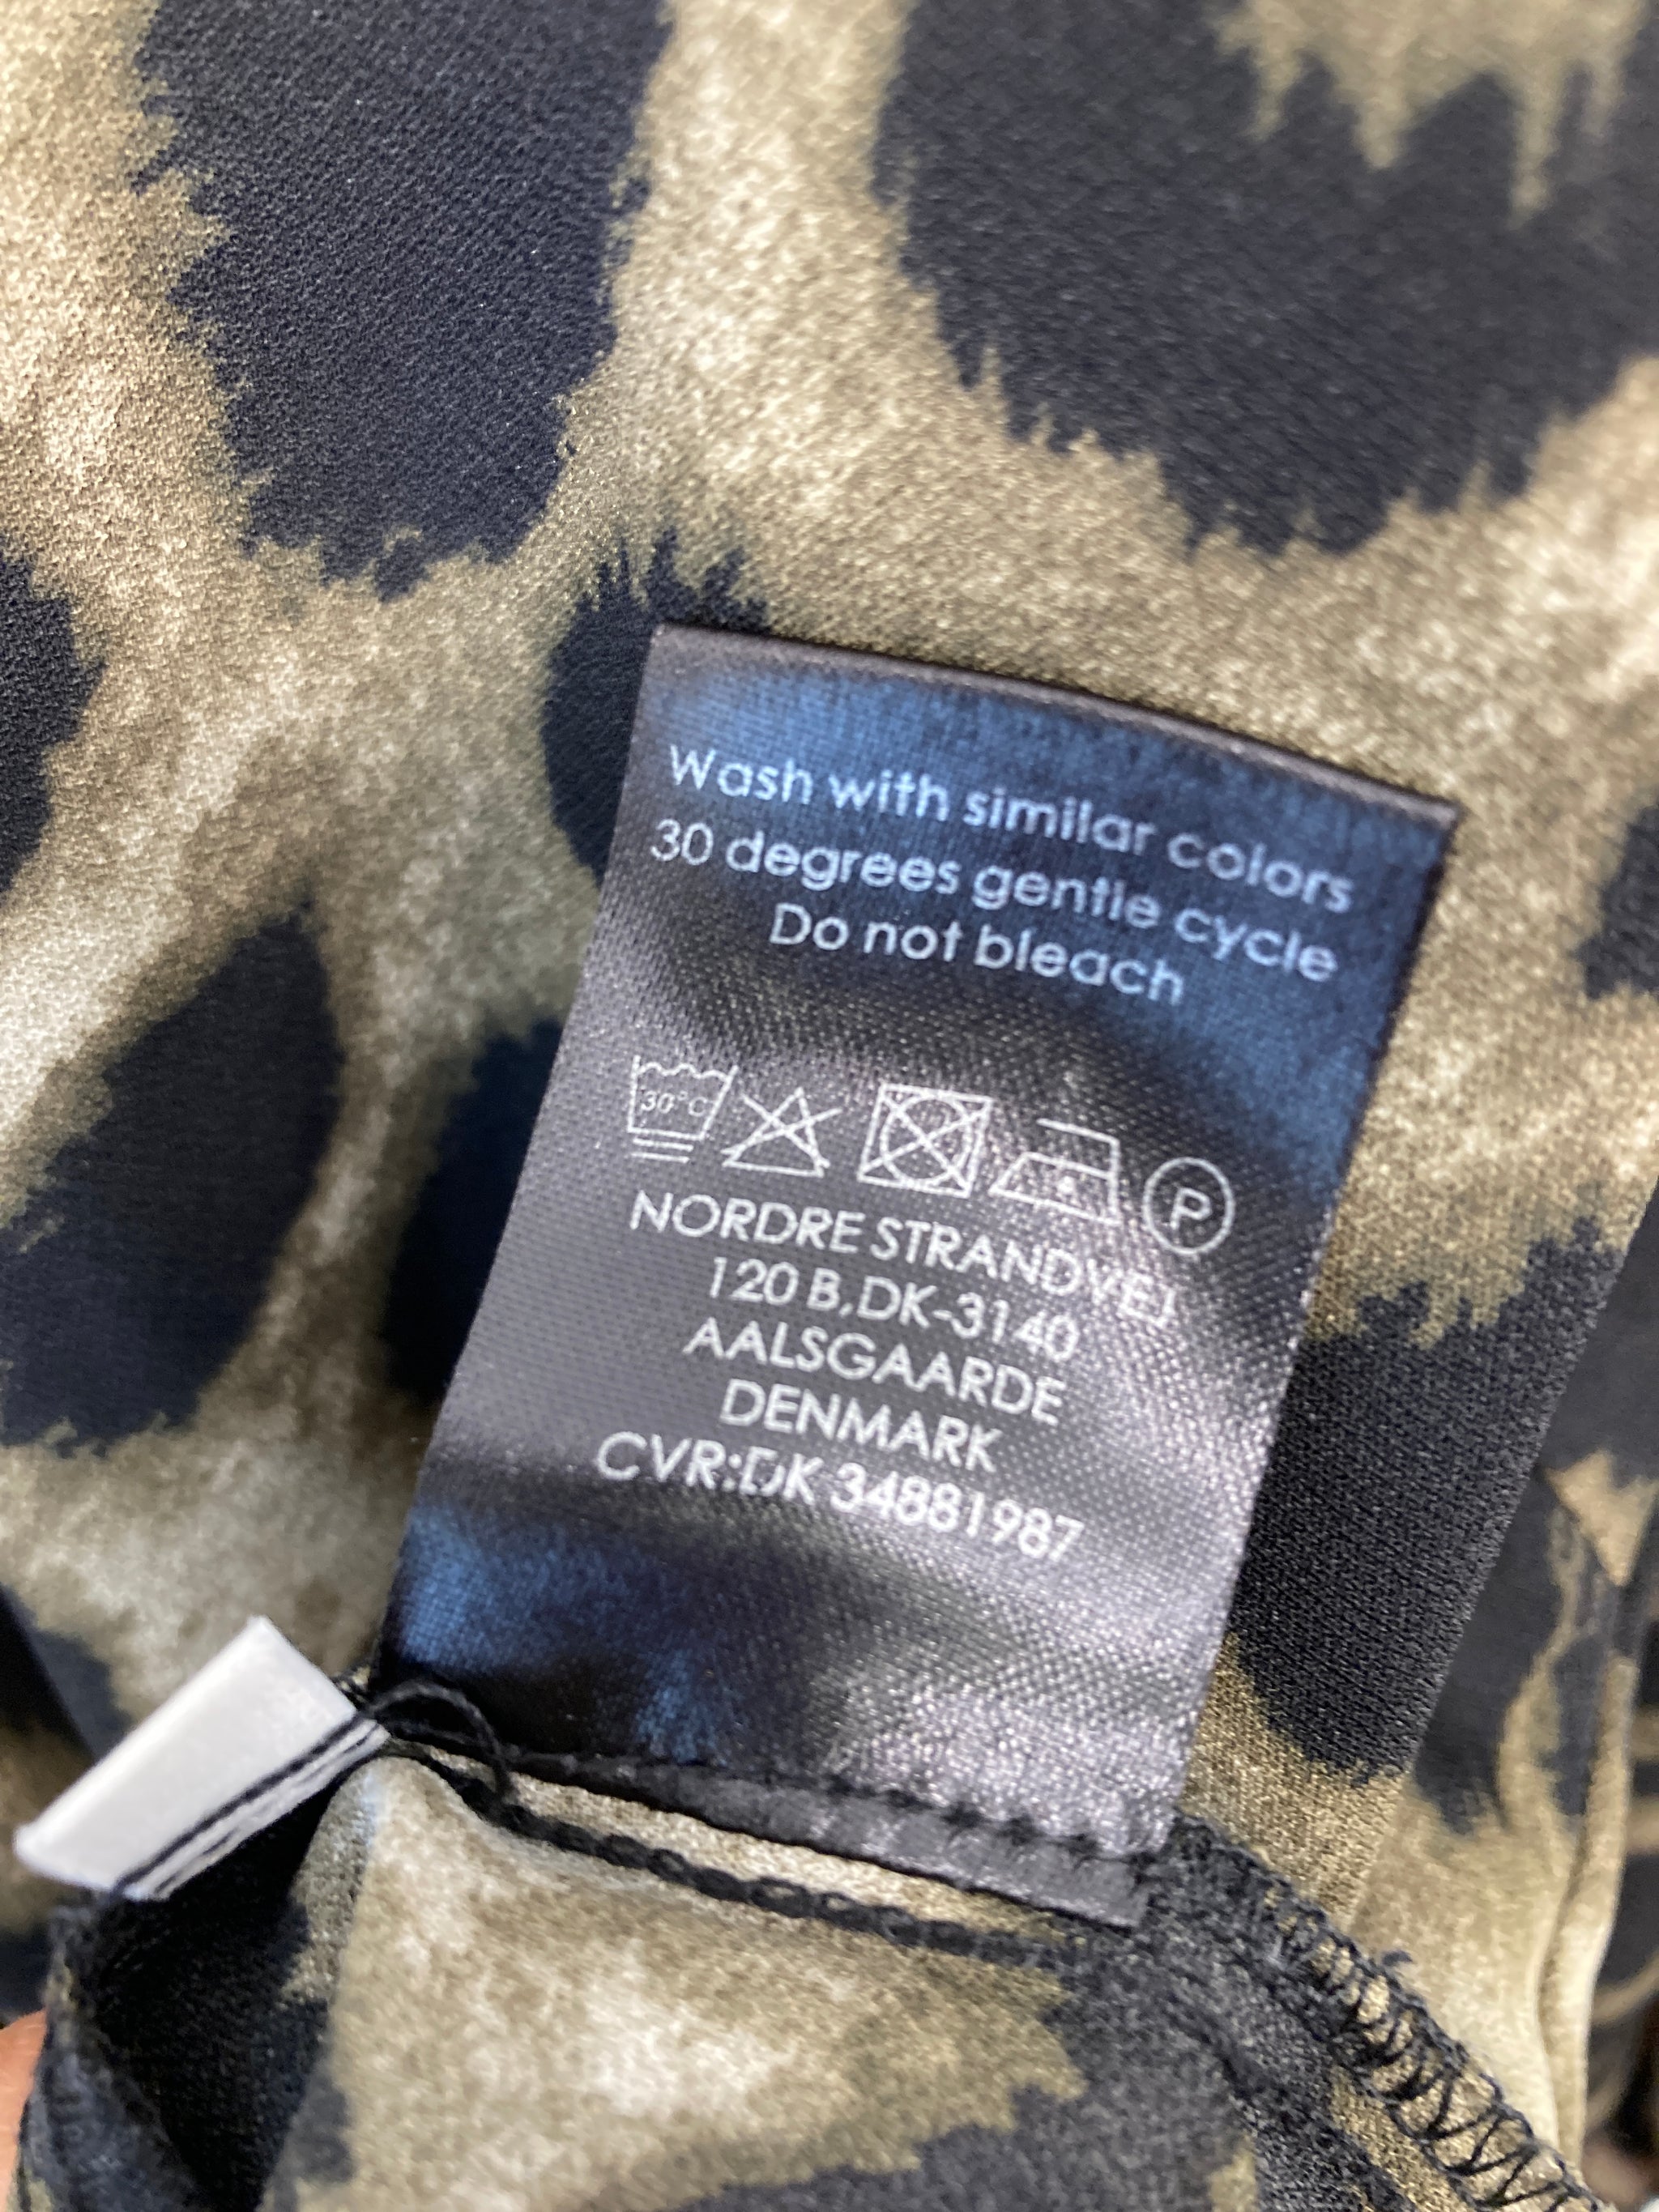 Wash with similar colors
30 degrees gentle cycle
Do not bleach
30°C P
NORDRE STRANDVEJ
120 B,DK-3140
AALSGAARDE
DENMARK
CVR:DK 34881987